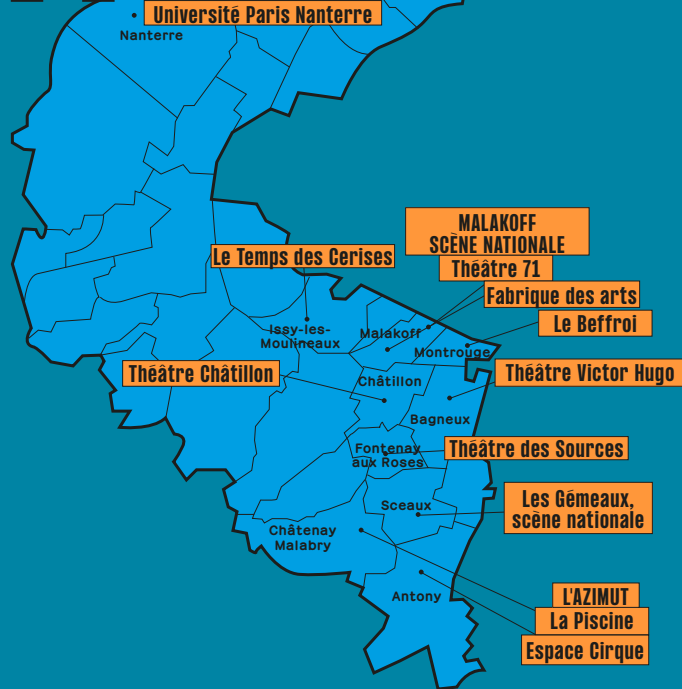 Université Paris Nanterre
Nanterre
MALAKOFF
SCÈNE NATIONALE
Le Temps des Cerises
Théâtre 71
Fabrique des arts
Le Beffroi
Issy-les-
Moulineaux
Malakoff
Montrouge
Théâtre Châtillon
Châtillon
Théâtre Victor Hugo
Bagneux
Fontenay
aux Roses
Théâtre des Sources
Sceaux
Les Gémeaux,
scène nationale
Châtenay
Malabry
Antony
L'AZIMUT
La Piscine
Espace Cirque